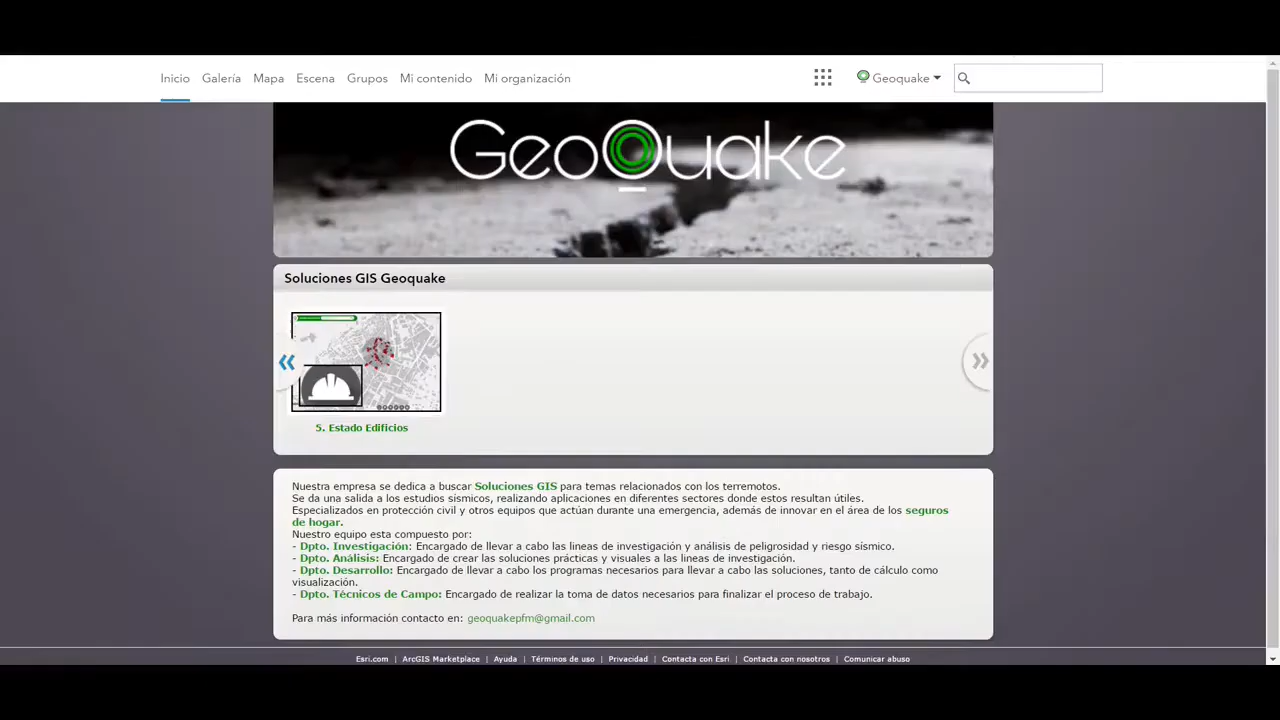 Inicio Galería Mapa Escena Grupos Mi contenido Mi organización Geoquake
GeoQuake
Soluciones GIS Geoquake
5. Estado Edificios
Nuestra empresa se dedica a buscar Soluciones GIS para temas relacionados con los terremotos.
Se da una salida a los estudios sísmicos, realizando aplicaciones en diferentes sectores donde estos resultan útiles.
Especializados en protección civil y otros equipos que actúan durante una emergencia, además de innovar en el área de los seguros
de hogar.
Nuestro equipo esta compuesto por:
- Dpto. Investigación: Encargado de llevar a cabo las lineas de investigación y análisis de peligrosidad y riesgo sísmico.
- Dpto. Análisis: Encargado de crear las soluciones prácticas y visuales a las lineas de investigación.
- Dpto. Desarrollo: Encargado de llevar a cabo los programas necesarios para llevar a cabo las soluciones, tanto de cálculo como
visualización.
- Dpto. Técnicos de Campo: Encargado de realizar la toma de datos necesarios para finalizar el proceso de trabajo.
Para más información contacto en: geoquakepfm@gmail.com
Esri.com | ArcGIS Marketplace | Ayuda | Términos de uso | Privacidad | Contacta con Esri | Contacta con nosotros | Comunicar abuso